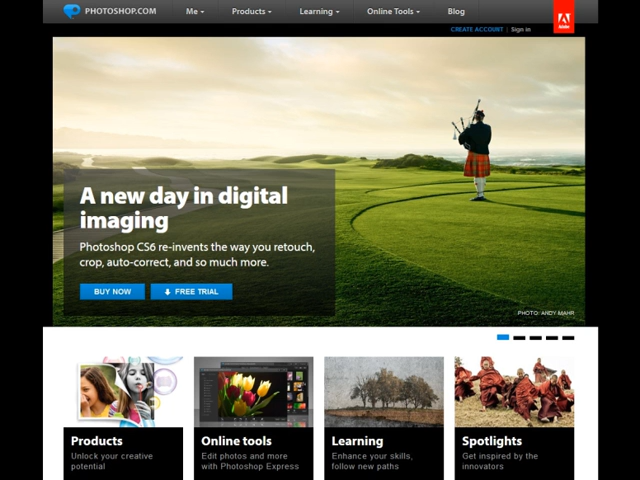 PHOTOSHOP.COM Me Products Learning Online Tools Blog
CREATE ACCOUNT | Sign in
Adobe
A new day in digital
imaging
Photoshop CS6 re-invents the way you retouch,
crop, auto-correct, and so much more.
BUY NOW FREE TRIAL
PHOTO: ANDY MAHR
Products Online tools Learning Spotlights
Unlock your creative Edit photos and more Enhance your skills, Get inspired by the
potential with Photoshop Express follow new paths innovators